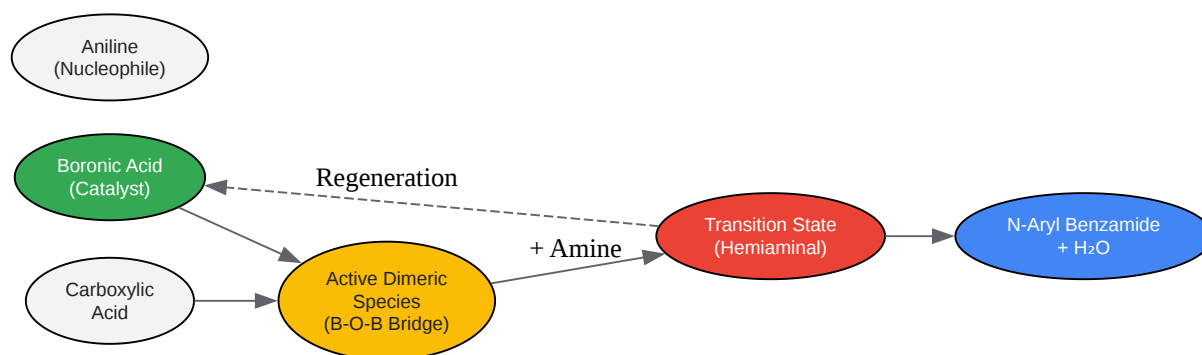 Aniline
(Nucleophile)
Boronic Acid
(Catalyst)
Regeneration
Carboxylic
Acid
Active Dimeric
Species
(B-O-B Bridge)
+ Amine
Transition State
(Hemiaminal)
N-Aryl Benzamide
+ H₂O